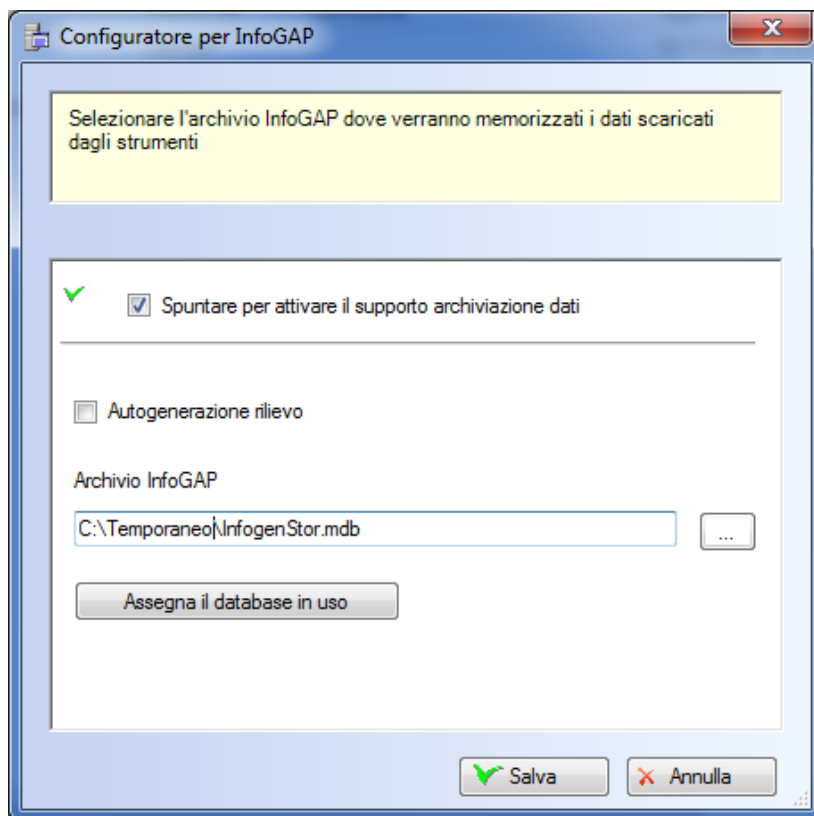 Configuratore per InfoGAP
Selezionare l'archivio InfoGAP dove verranno memorizzati i dati scaricati
dagli strumenti
Spuntare per attivare il supporto archiviazione dati
Autogenerazione rilievo
Archivio InfoGAP
C:\Temporaneo\InfogenStor.mdb
...
Assegna il database in uso
Salva
Annulla